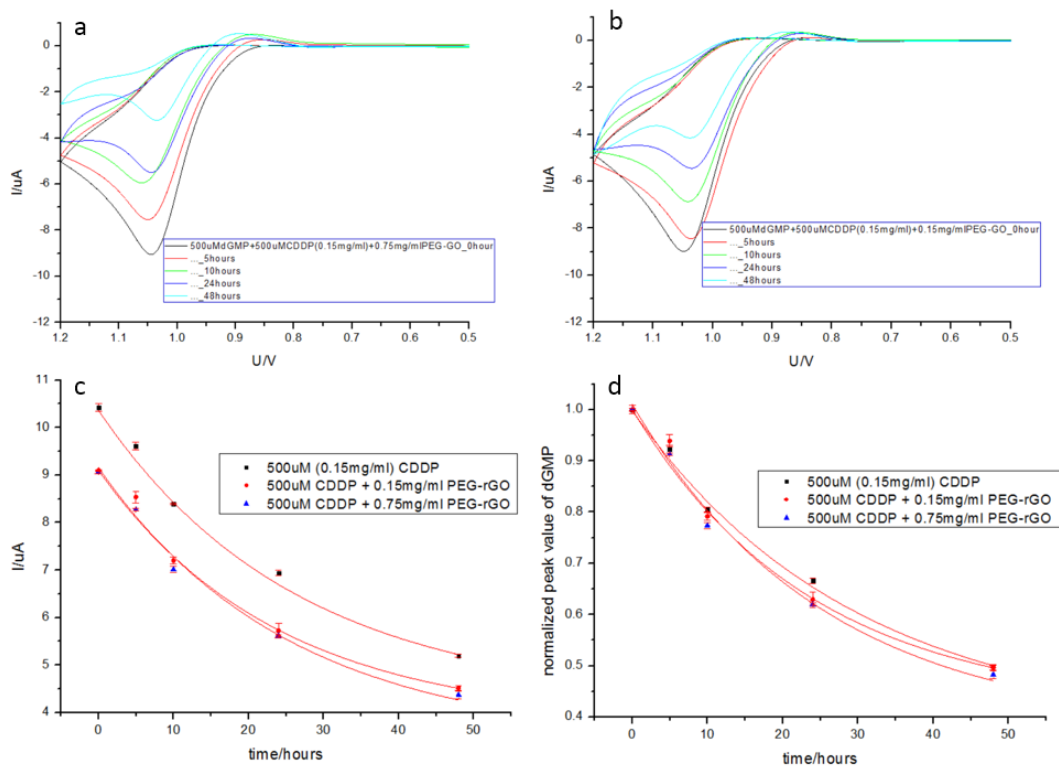 a
0
-2
-4
-6
-8
-10
-12
I/uA
500uMdGMP+500uMCDDP(0.15mg/ml)+0.75mg/mlPEG-GO_0hour
..._5hours
..._10hours
..._24hours
..._48hours
1.2 1.1 1.0 0.9 0.8 0.7 0.6 0.5
U/V
b
0
-2
-4
-6
-8
-10
-12
I/uA
500uMdGMP+500uMCDDP(0.15mg/ml)+0.15mg/mlPEG-GO_0hour
..._5hours
..._10hours
..._24hours
..._48hours
1.2 1.1 1.0 0.9 0.8 0.7 0.6 0.5
U/V
c
11
10
9
8
7
6
5
4
I/uA
500uM (0.15mg/ml) CDDP
500uM CDDP + 0.15mg/ml PEG-rGO
500uM CDDP + 0.75mg/ml PEG-rGO
0 10 20 30 40 50
time/hours
d
1.0
0.9
0.8
0.7
0.6
0.5
0.4
normalized peak value of dGMP
500uM (0.15mg/ml) CDDP
500uM CDDP + 0.15mg/ml PEG-rGO
500uM CDDP + 0.75mg/ml PEG-rGO
0 10 20 30 40 50
time/hours